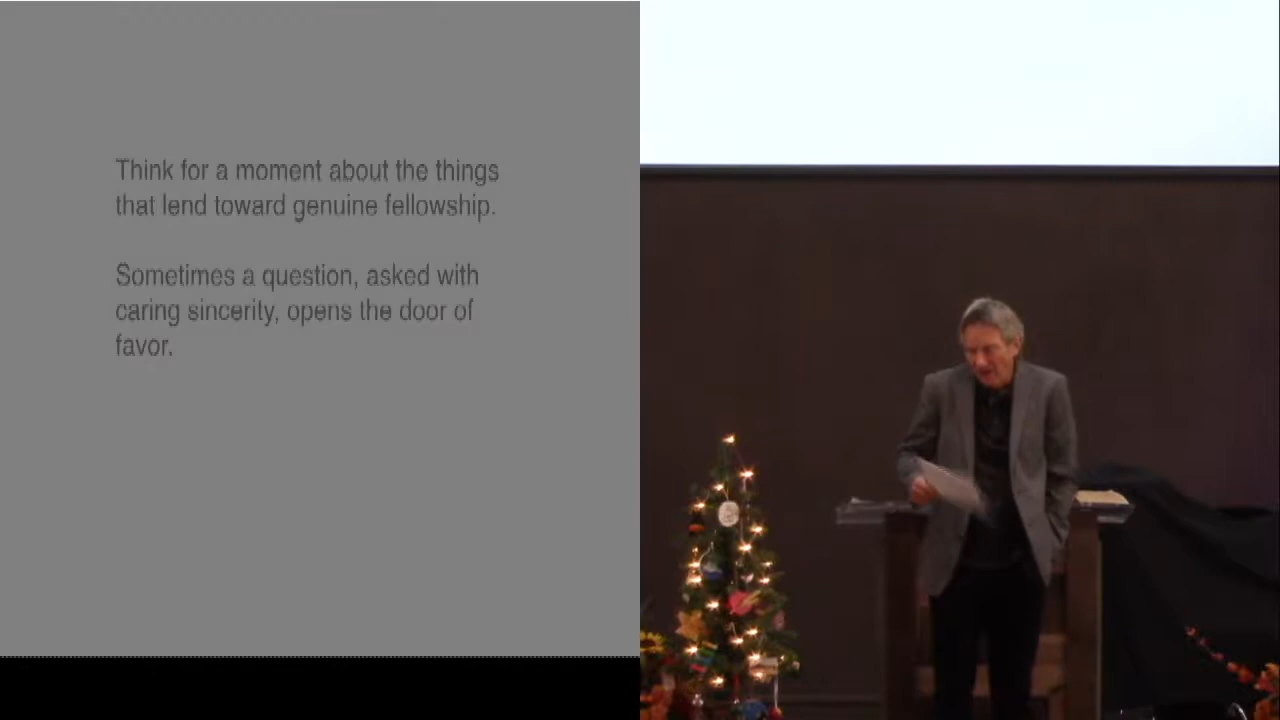 Think for a moment about the things
that lend toward genuine fellowship.
Sometimes a question, asked with
caring sincerity, opens the door of
favor.